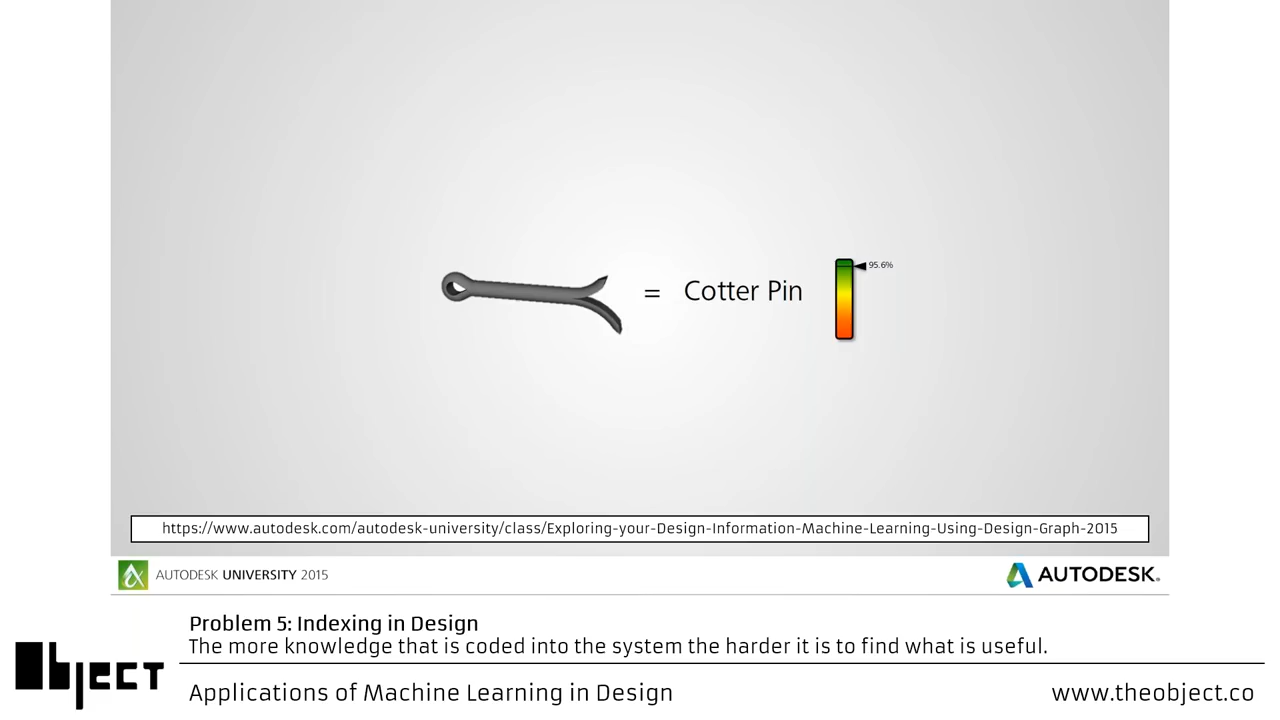 = Cotter Pin
95.6%
https://www.autodesk.com/autodesk-university/class/Exploring-your-Design-Information-Machine-Learning-Using-Design-Graph-2015
AUTODESK UNIVERSITY 2015
AUTODESK.
Problem 5: Indexing in Design
The more knowledge that is coded into the system the harder it is to find what is useful.
Object
Applications of Machine Learning in Design
www.theobject.co